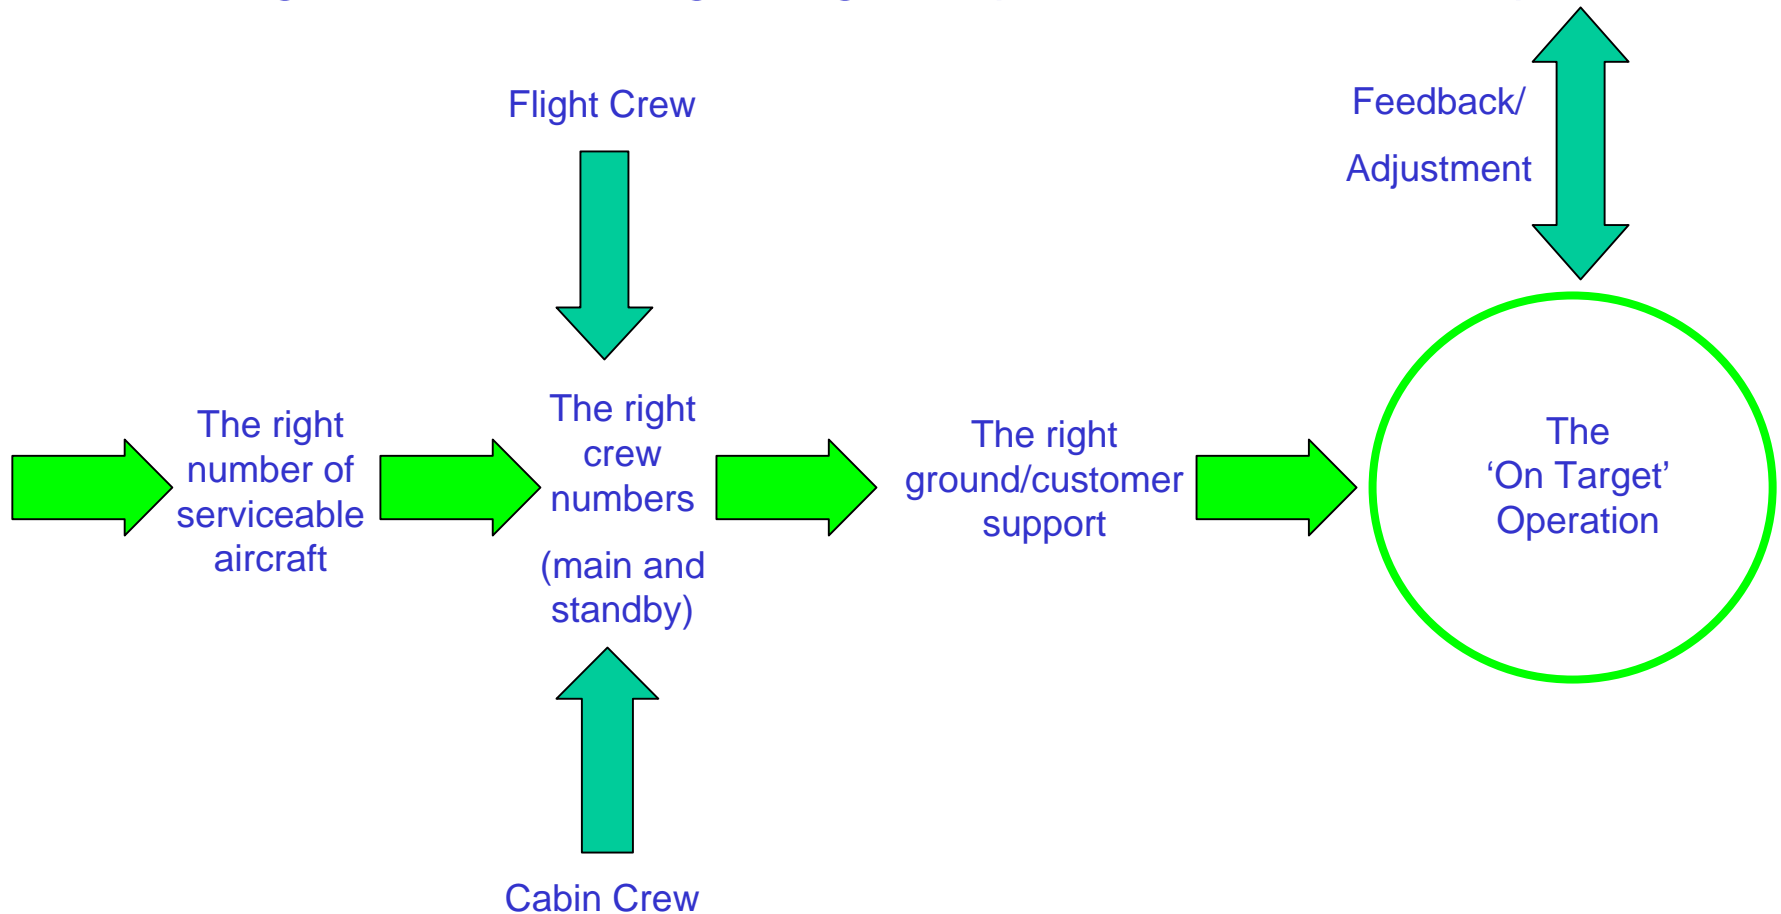 Flight Crew
Feedback/
Adjustment
The right
number of
serviceable
aircraft
The right
crew
numbers
(main and
standby)
The right
ground/customer
support
The
‘On Target’
Operation
Cabin Crew